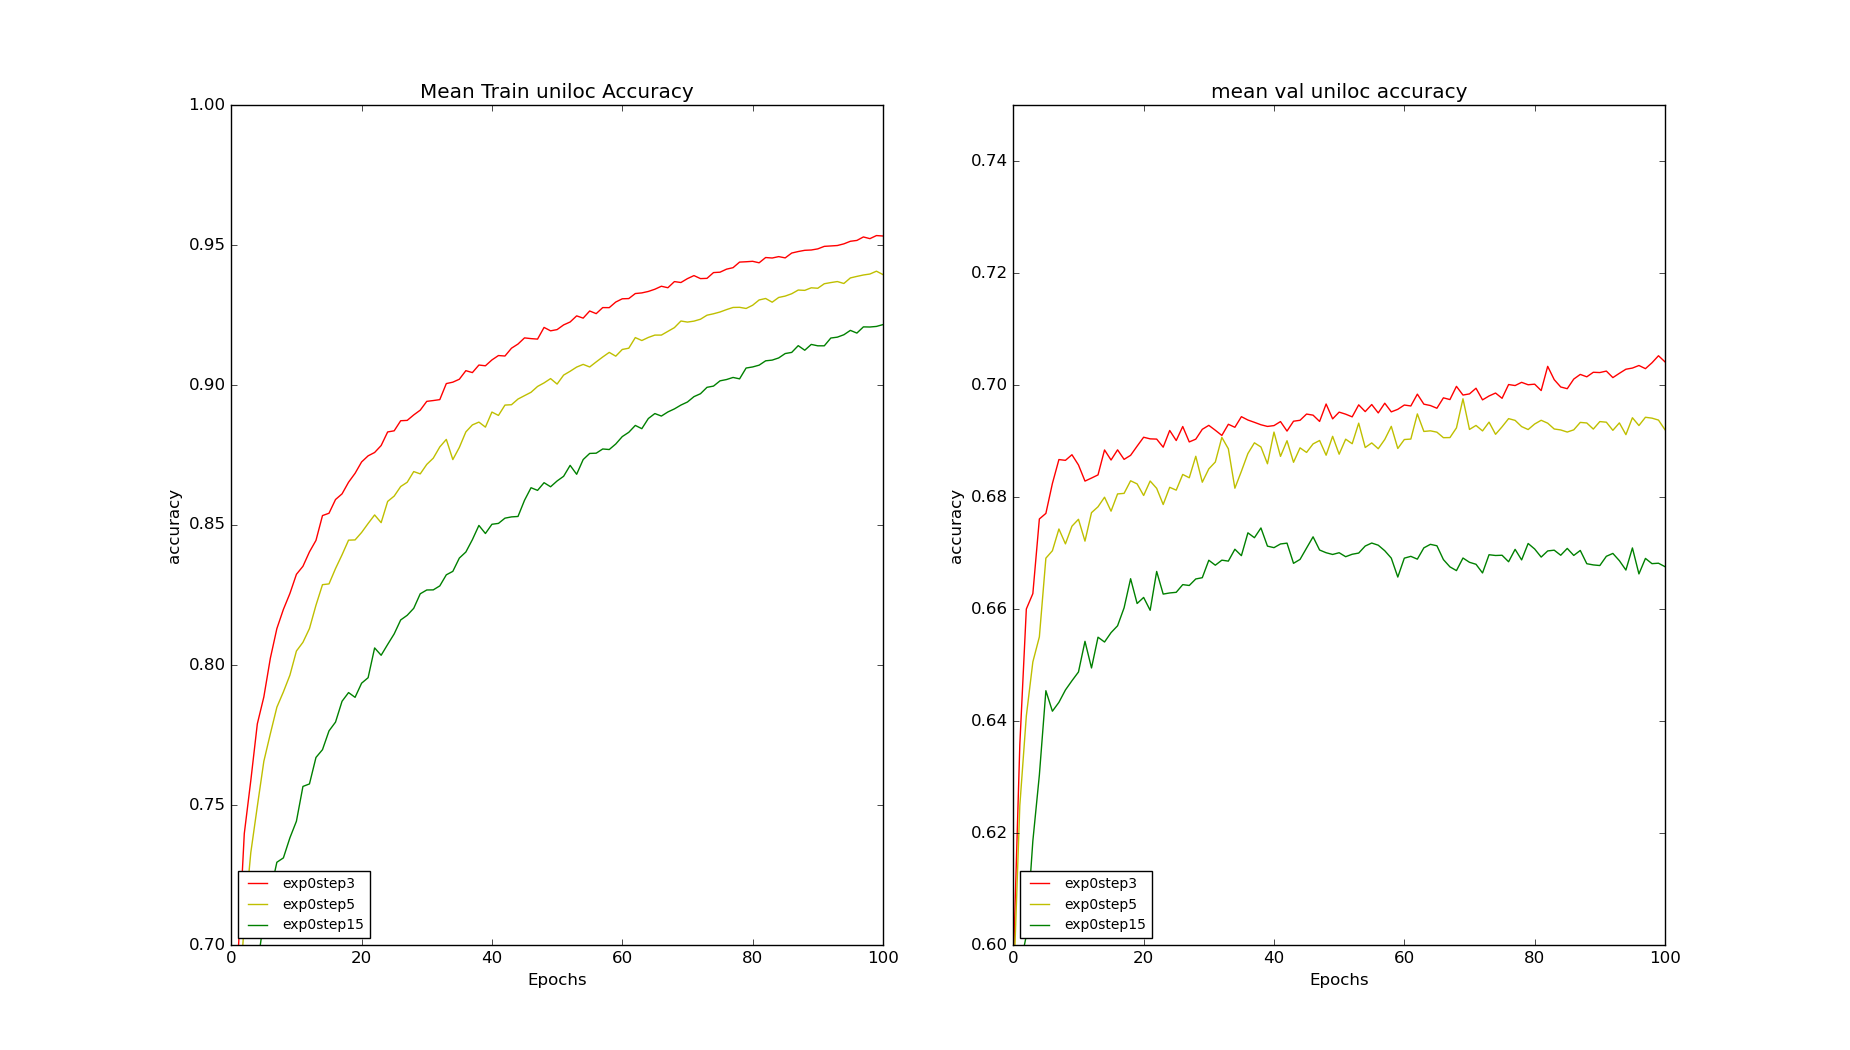 Mean Train uniloc Accuracy
1.00
0.95
0.90
0.85
0.80
0.75
0.70
accuracy
0 20 40 60 80 100
Epochs
exp0step3
exp0step5
exp0step15
mean val uniloc accuracy
0.74
0.72
0.70
0.68
0.66
0.64
0.62
0.60
accuracy
0 20 40 60 80 100
Epochs
exp0step3
exp0step5
exp0step15